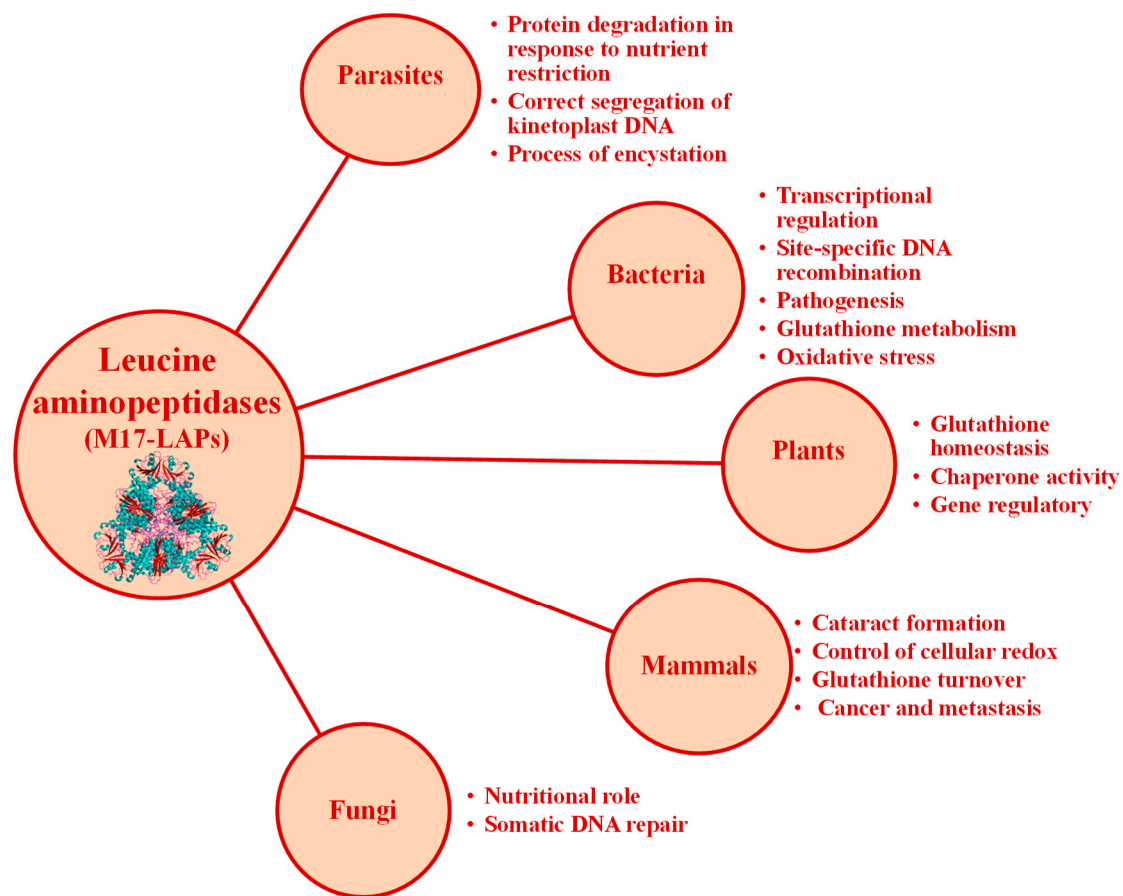 Parasites
• Protein degradation in
response to nutrient
restriction
• Correct segregation of
kinetoplast DNA
• Process of encystation
Bacteria
• Transcriptional
regulation
• Site-specific DNA
recombination
• Pathogenesis
• Glutathione metabolism
• Oxidative stress
Leucine
aminopeptidases
(M17-LAPs)
Plants
• Glutathione
homeostasis
• Chaperone activity
• Gene regulatory
Mammals
• Cataract formation
• Control of cellular redox
• Glutathione turnover
• Cancer and metastasis
Fungi
• Nutritional role
• Somatic DNA repair